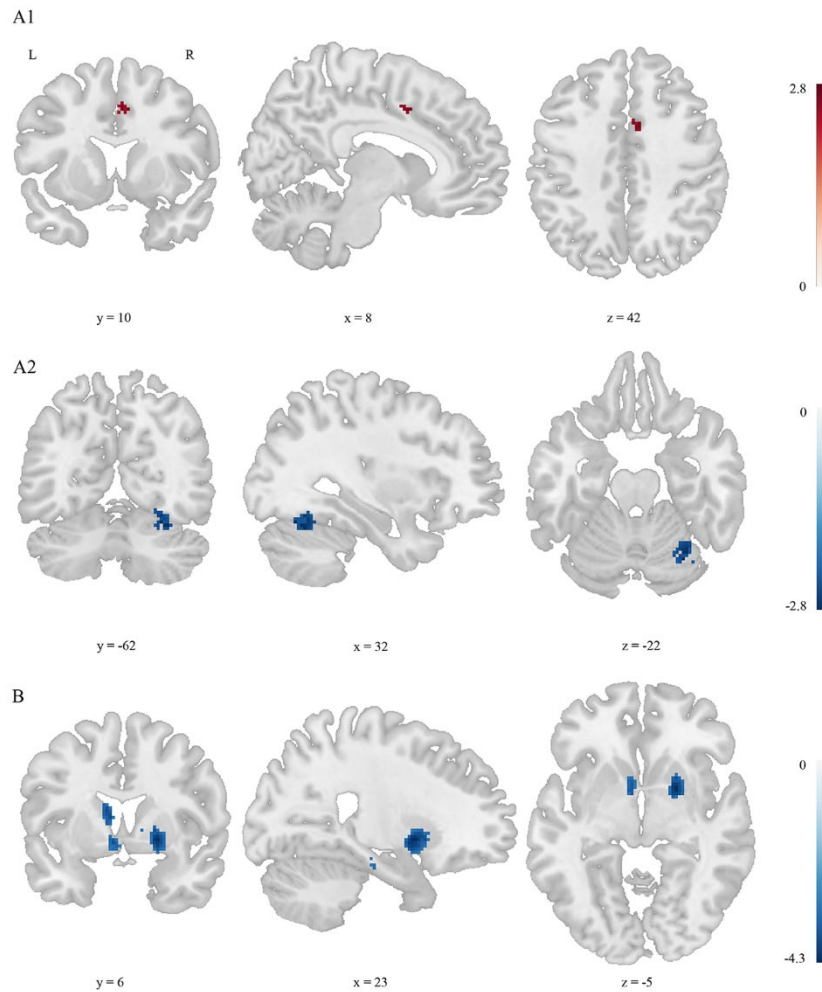 A1
L
R
2.8
0
y = 10
x = 8
z = 42
A2
0
-2.8
y = -62
x = 32
z = -22
B
0
-4.3
y = 6
x = 23
z = -5